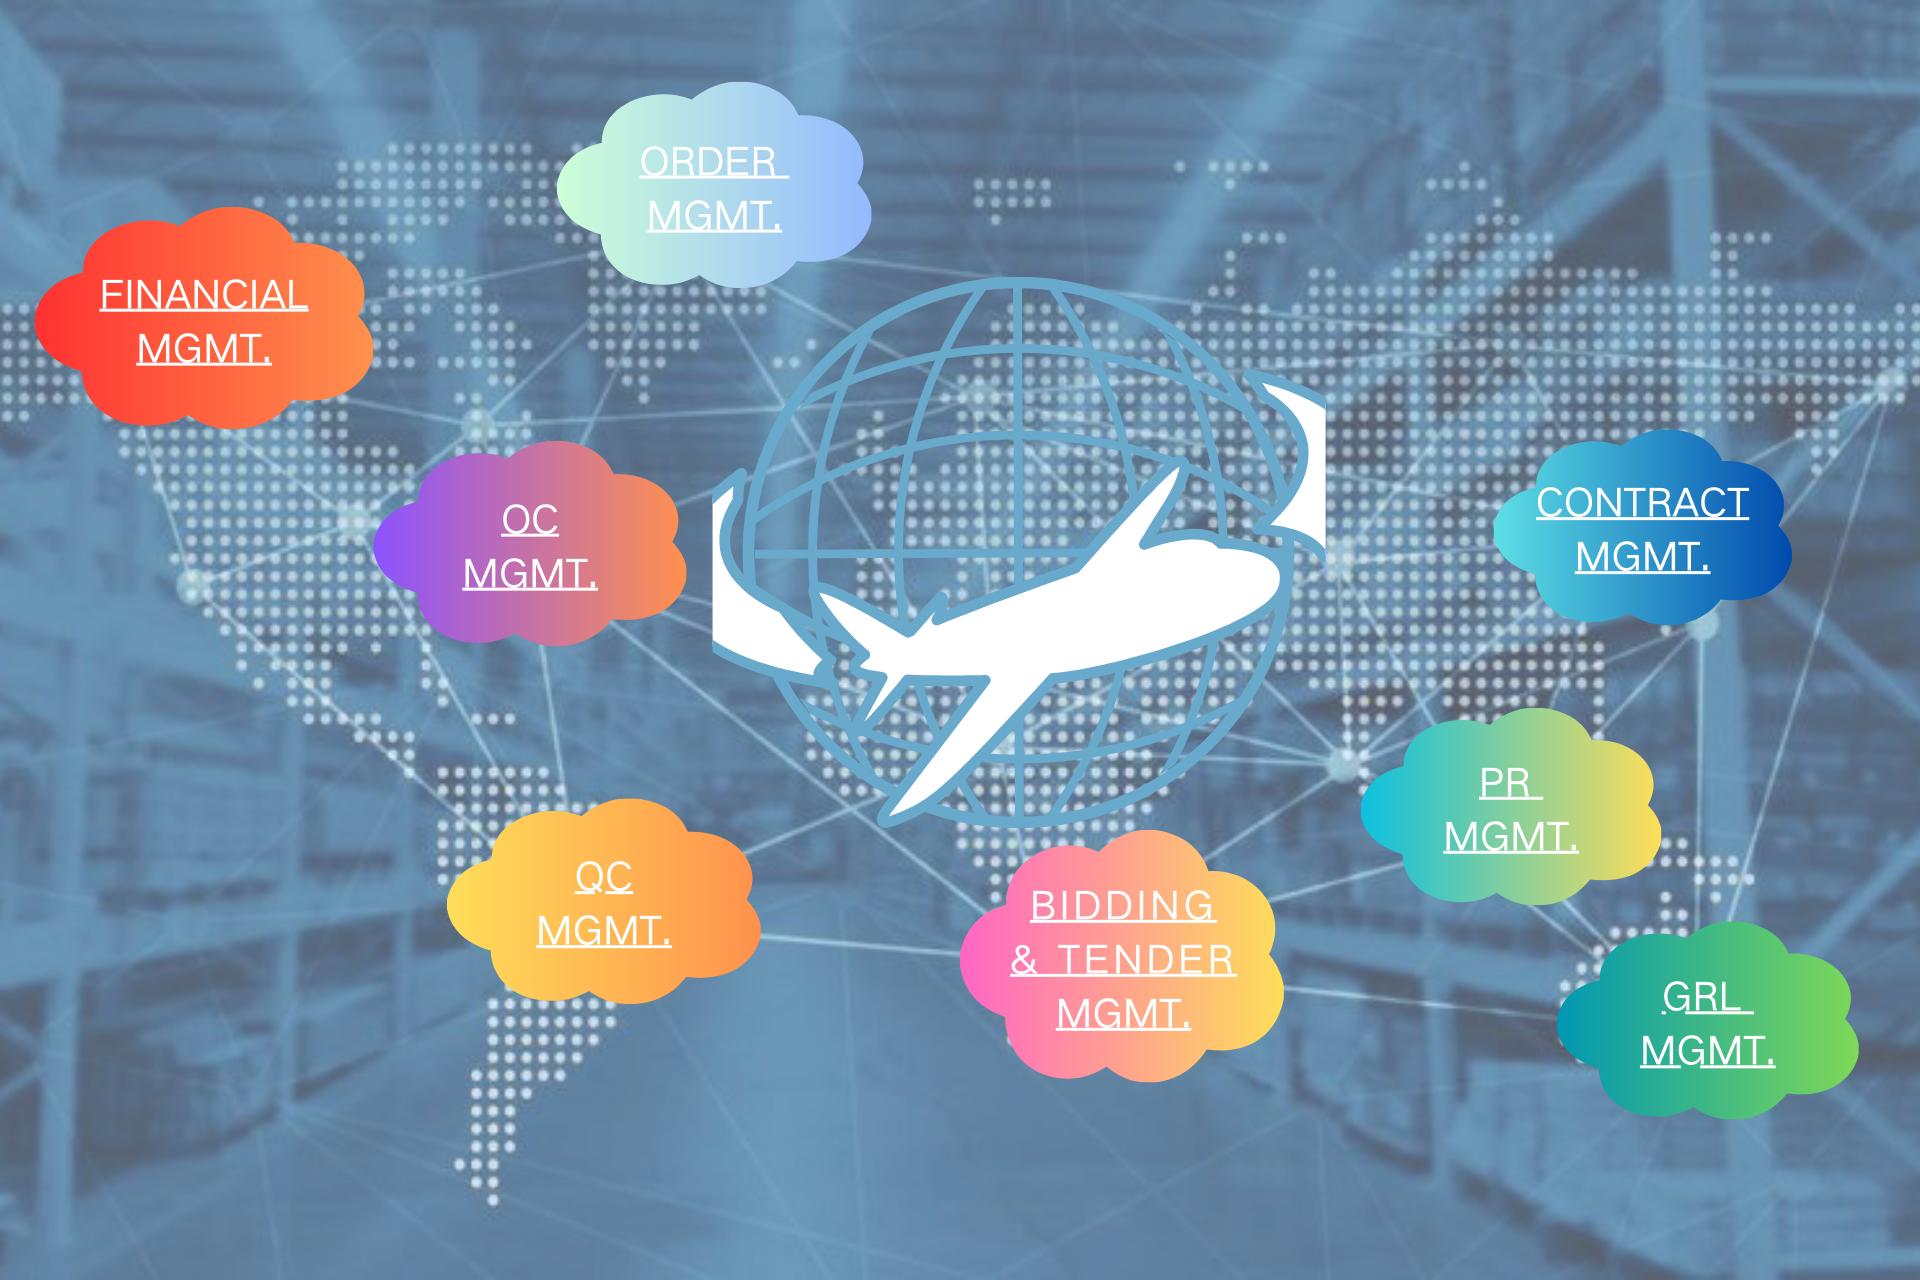 ORDER
MGMT.
FINANCIAL
MGMT.
OC
MGMT.
CONTRACT
MGMT.
PR
MGMT.
QC
MGMT.
BIDDING
& TENDER
MGMT.
GRL
MGMT.